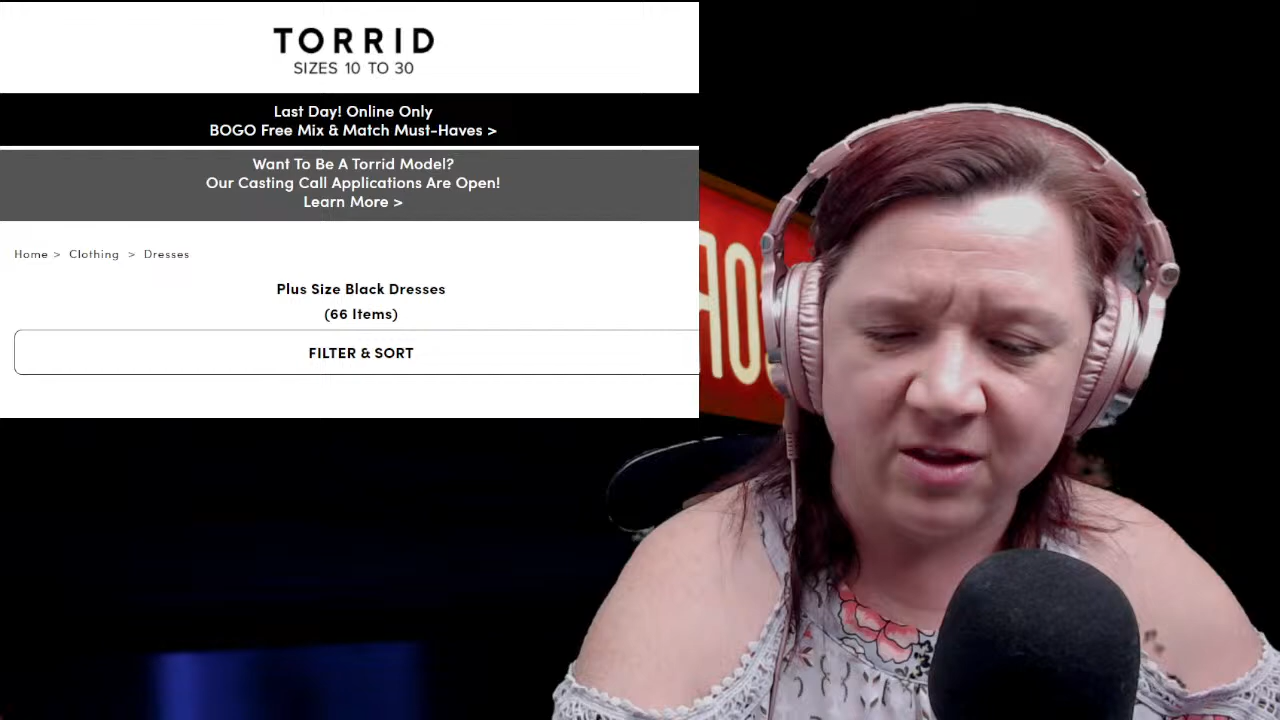 TORRID
SIZES 10 TO 30
Last Day! Online Only
BOGO Free Mix & Match Must-Haves >
Want To Be A Torrid Model?
Our Casting Call Applications Are Open!
Learn More >
Home > Clothing > Dresses
Plus Size Black Dresses
(66 Items)
FILTER & SORT